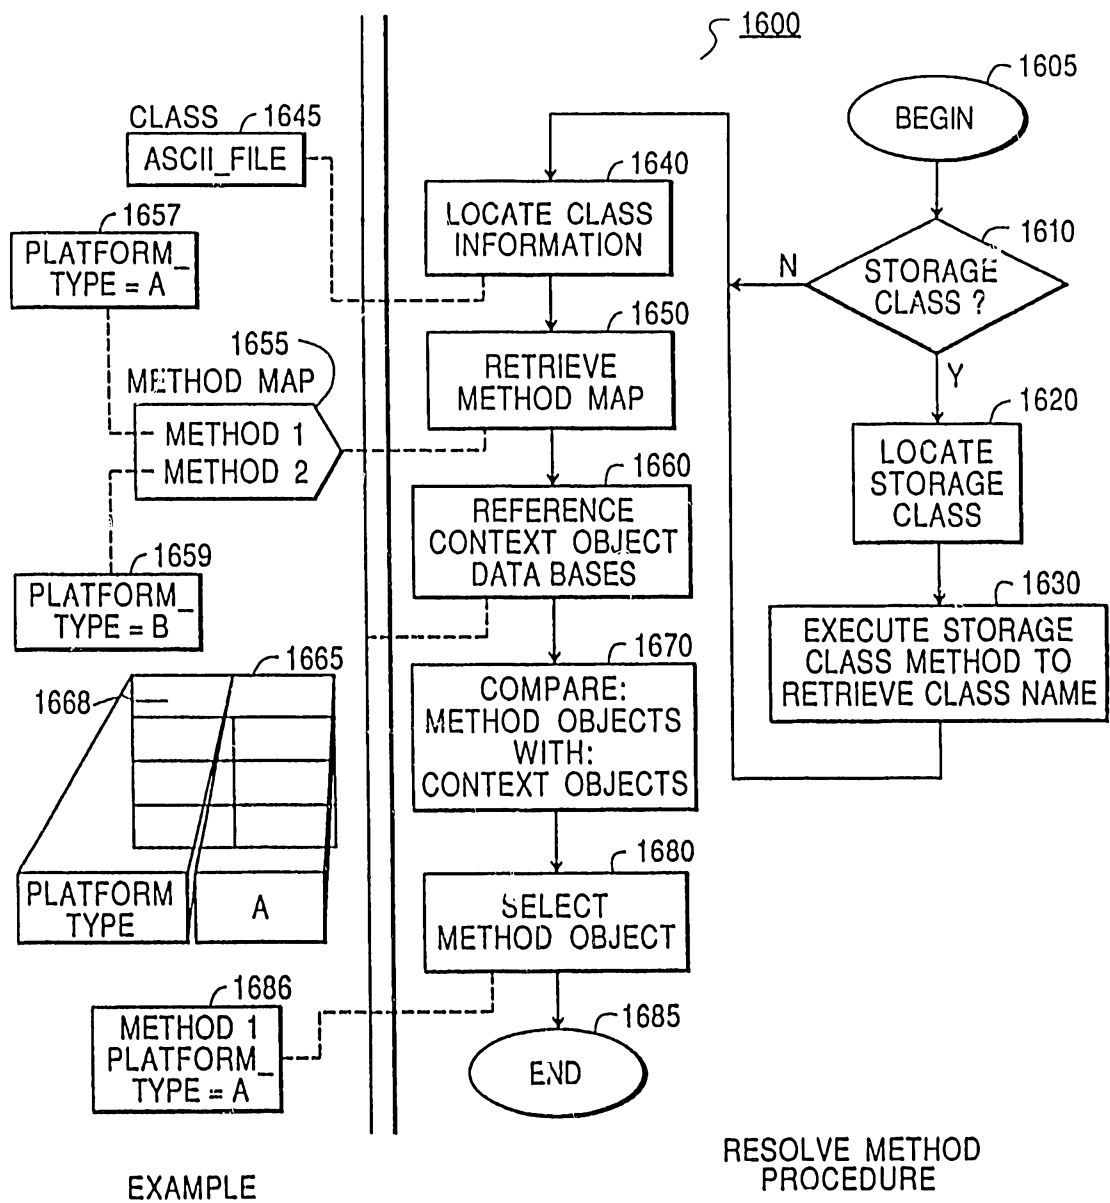 1600
1605
BEGIN
CLASS
1645
ASCII_FILE
1640
LOCATE CLASS
INFORMATION
1610
STORAGE
CLASS ?
N
Y
1657
PLATFORM_
TYPE = A
1650
RETRIEVE
METHOD MAP
1655
METHOD MAP
METHOD 1
METHOD 2
1620
LOCATE
STORAGE
CLASS
1660
REFERENCE
CONTEXT OBJECT
DATA BASES
1659
PLATFORM_
TYPE = B
1630
EXECUTE STORAGE
CLASS METHOD TO
RETRIEVE CLASS NAME
1665
1668
1670
COMPARE:
METHOD OBJECTS
WITH:
CONTEXT OBJECTS
PLATFORM
TYPE
A
1680
SELECT
METHOD OBJECT
1686
METHOD 1
PLATFORM_
TYPE = A
1685
END
EXAMPLE
RESOLVE METHOD
PROCEDURE